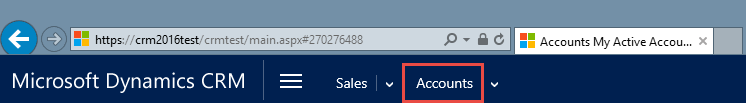 https://crm2016test/crmtest/main.aspx#270276488
Accounts My Active Accou...
Microsoft Dynamics CRM
Sales
Accounts